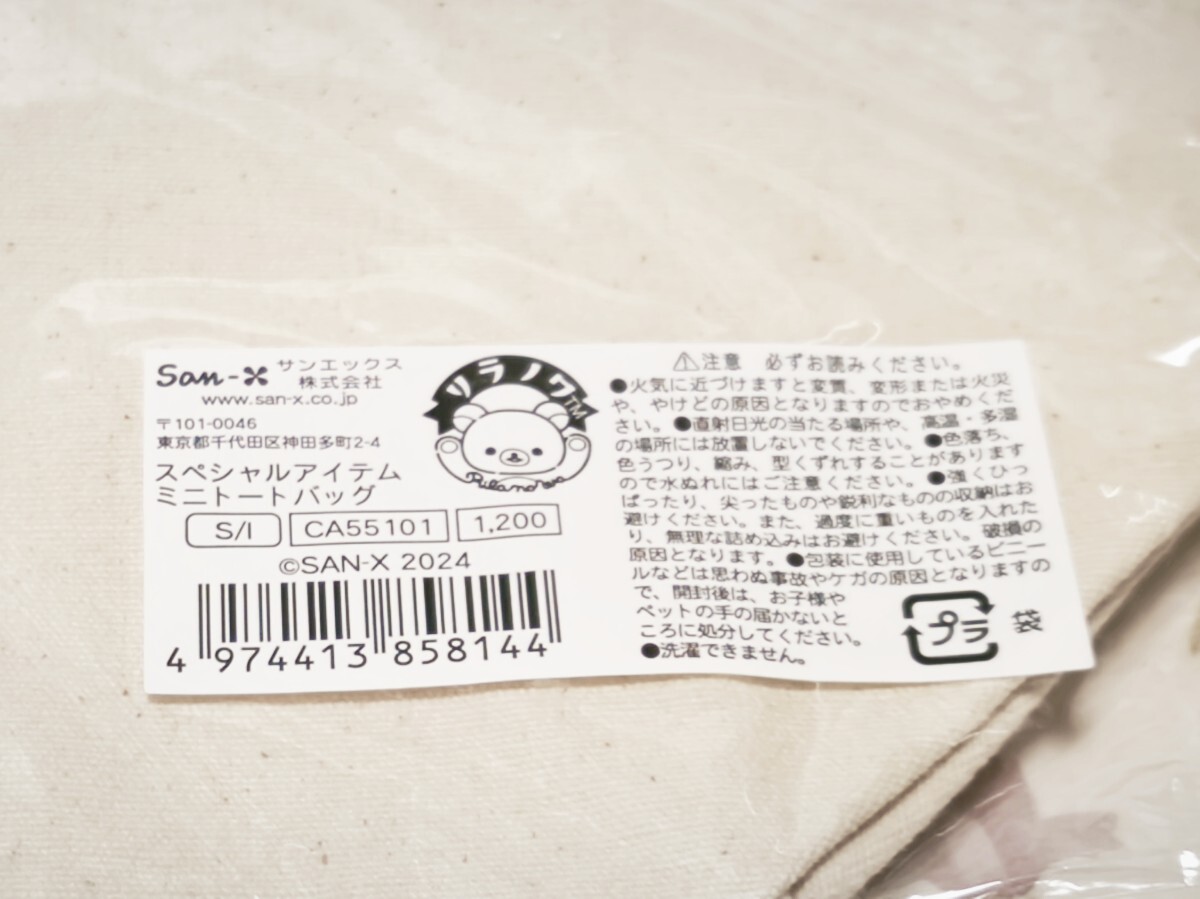 San-X サンエックス
株式会社
www.san-x.co.jp
〒101-0046
東京都千代田区神田多町2-4
スペシャルアイテム
ミニトートバッグ
S/I CA55101 1,200
©SAN-X 2024
4 974413 858144
リラノワ™
Rilanowa
⚠注意 必ずお読みください。
●火気に近づけますと変質、変形または火災
や、やけどの原因となりますのでおやめくだ
さい。●直射日光の当たる場所や、高温・多湿
の場所には放置しないでください。●色落ち、
色うつり、縮み、型くずれすることがあります
ので水ぬれにはご注意ください。●強くひっ
ぱったり、尖ったものや鋭利なものの収納はお
避けください。また、過度に重いものを入れた
り、無理な詰め込みはお避けください。破損の
原因となります。●包装に使用しているビニー
ルなどは思わぬ事故やケガの原因となりますの
で、開封後は、お子様や
ペットの手の届かないと
ころに処分してください。
●洗濯できません。
プラ 袋